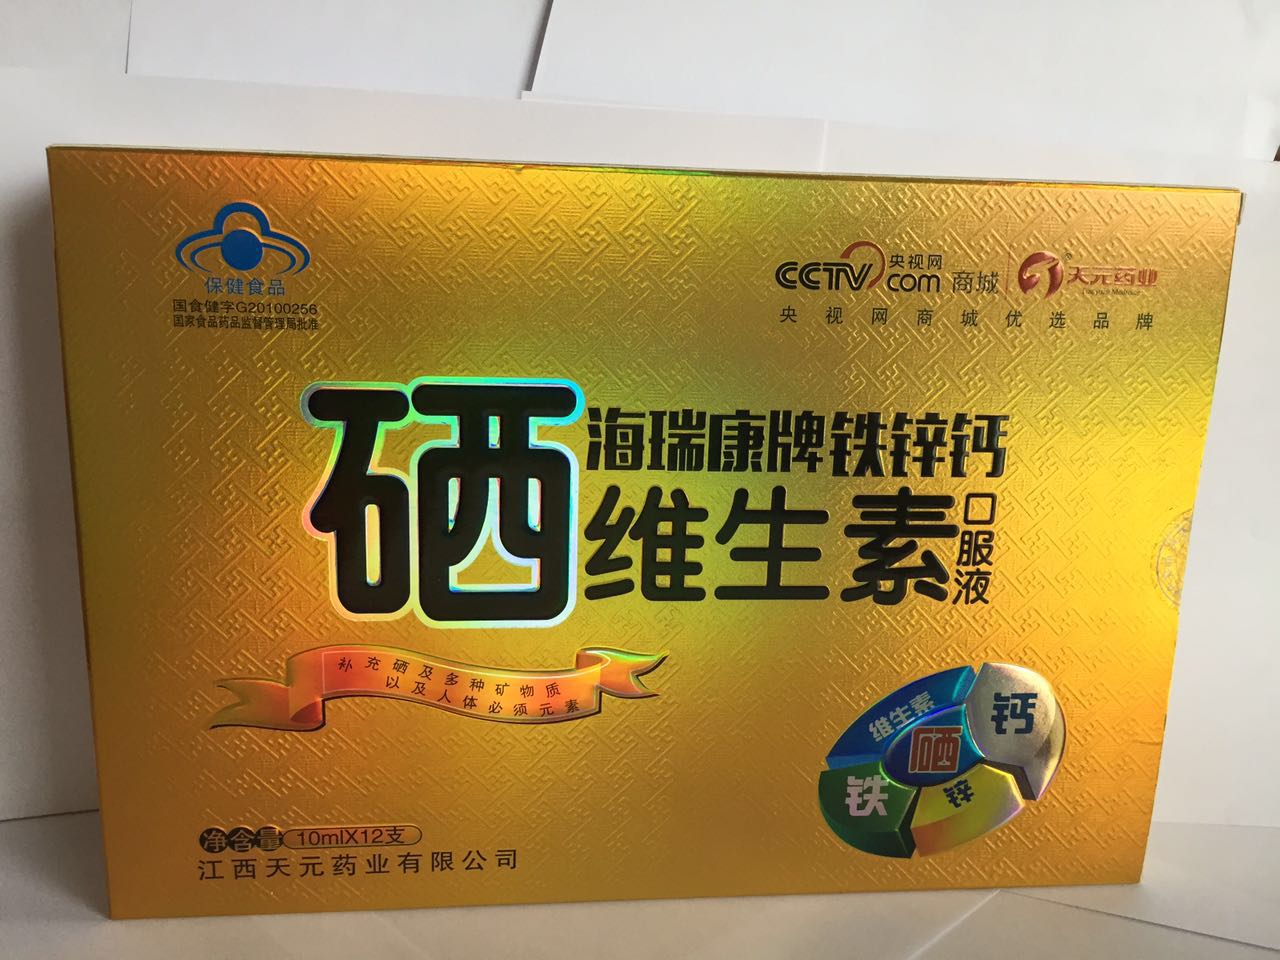 保健食品
国食健字G20100256
国家食品药品监督管理局批准
CCTV.com 央视网 商城
天元药业
央视网商城优选品牌
硒
海瑞康牌铁锌钙
维生素
口服液
补充硒及多种矿物质
以及人体必须元素
维生素
钙
硒
铁
锌
净含量 10mlX12支
江西天元药业有限公司